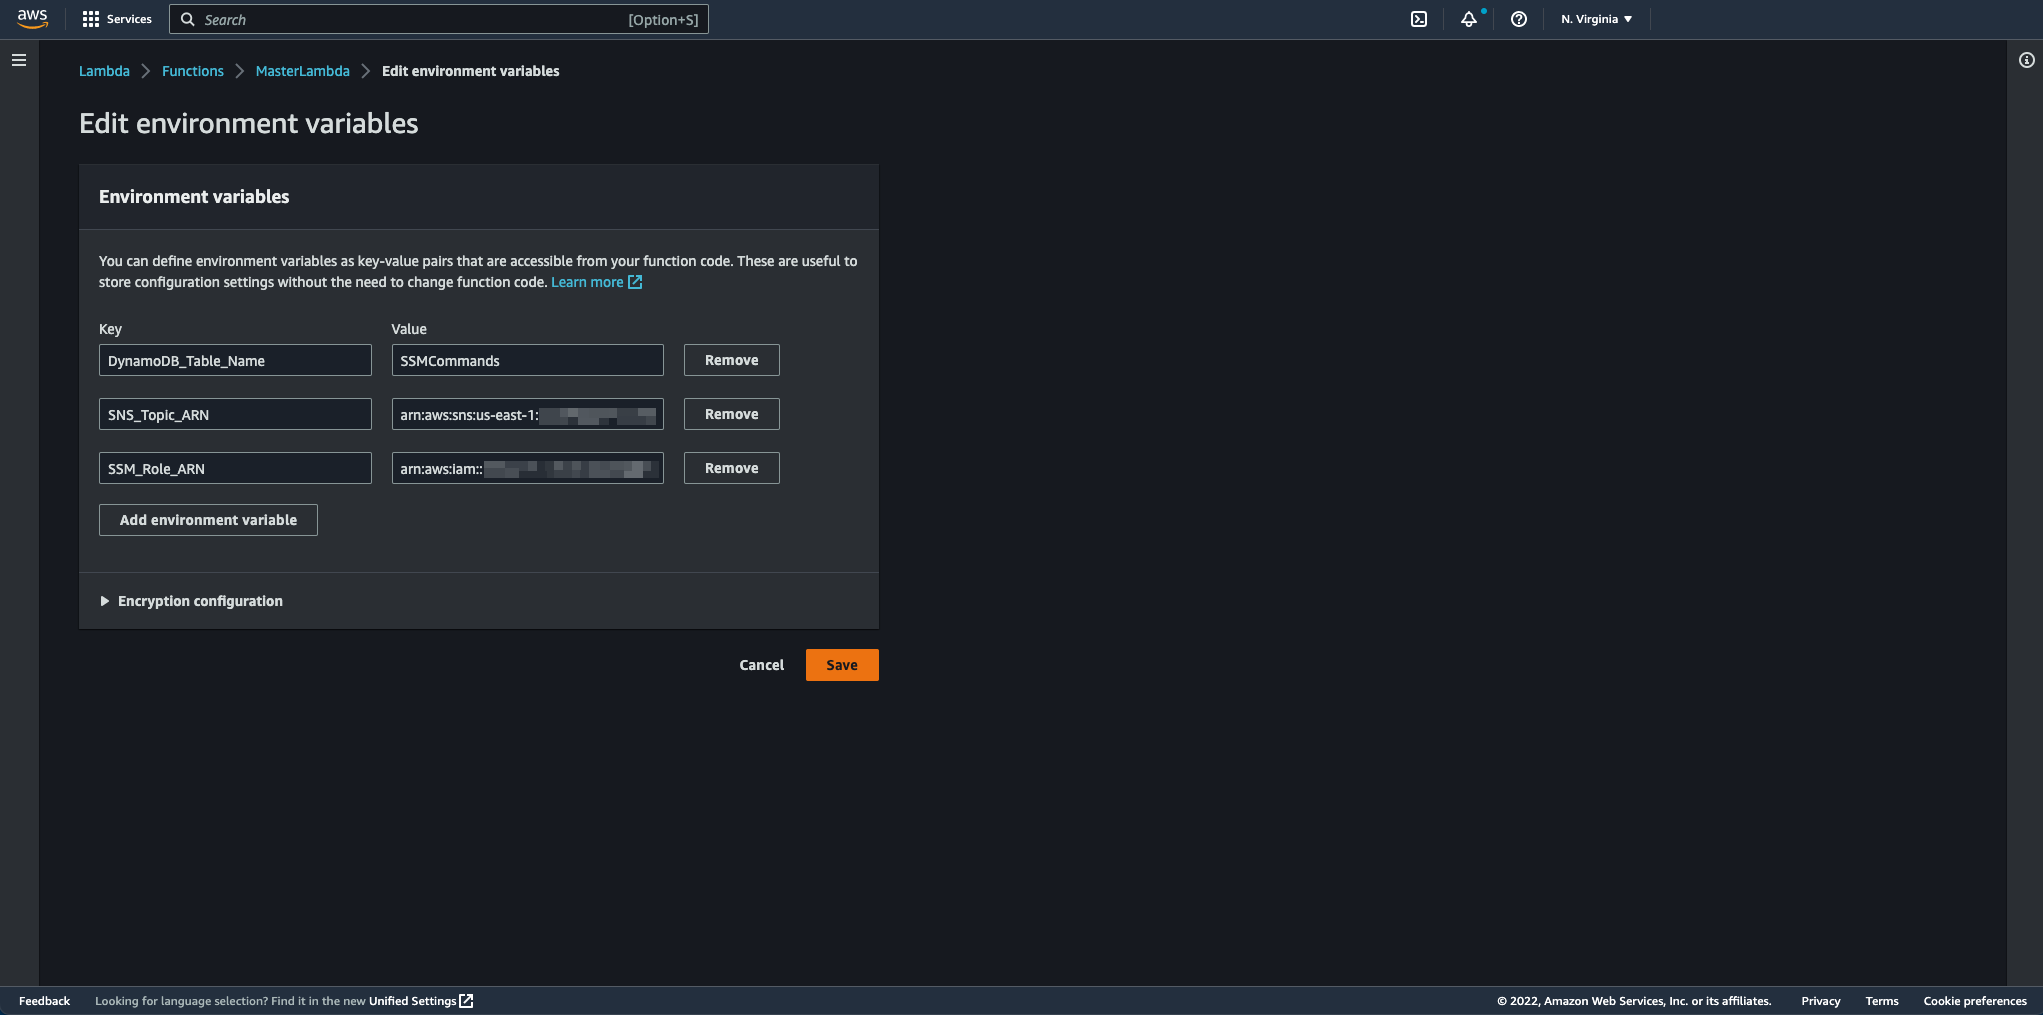 aws
Services
Search
[Option+S]
N. Virginia
Lambda
Functions
MasterLambda
Edit environment variables
Edit environment variables
Environment variables
You can define environment variables as key-value pairs that are accessible from your function code. These are useful to
store configuration settings without the need to change function code. Learn more
Key
Value
DynamoDB_Table_Name
SSMCommands
Remove
SNS_Topic_ARN
arn:aws:sns:us-east-1:
Remove
SSM_Role_ARN
arn:aws:iam::
Remove
Add environment variable
Encryption configuration
Cancel
Save
Feedback
Looking for language selection? Find it in the new Unified Settings
© 2022, Amazon Web Services, Inc. or its affiliates.
Privacy
Terms
Cookie preferences